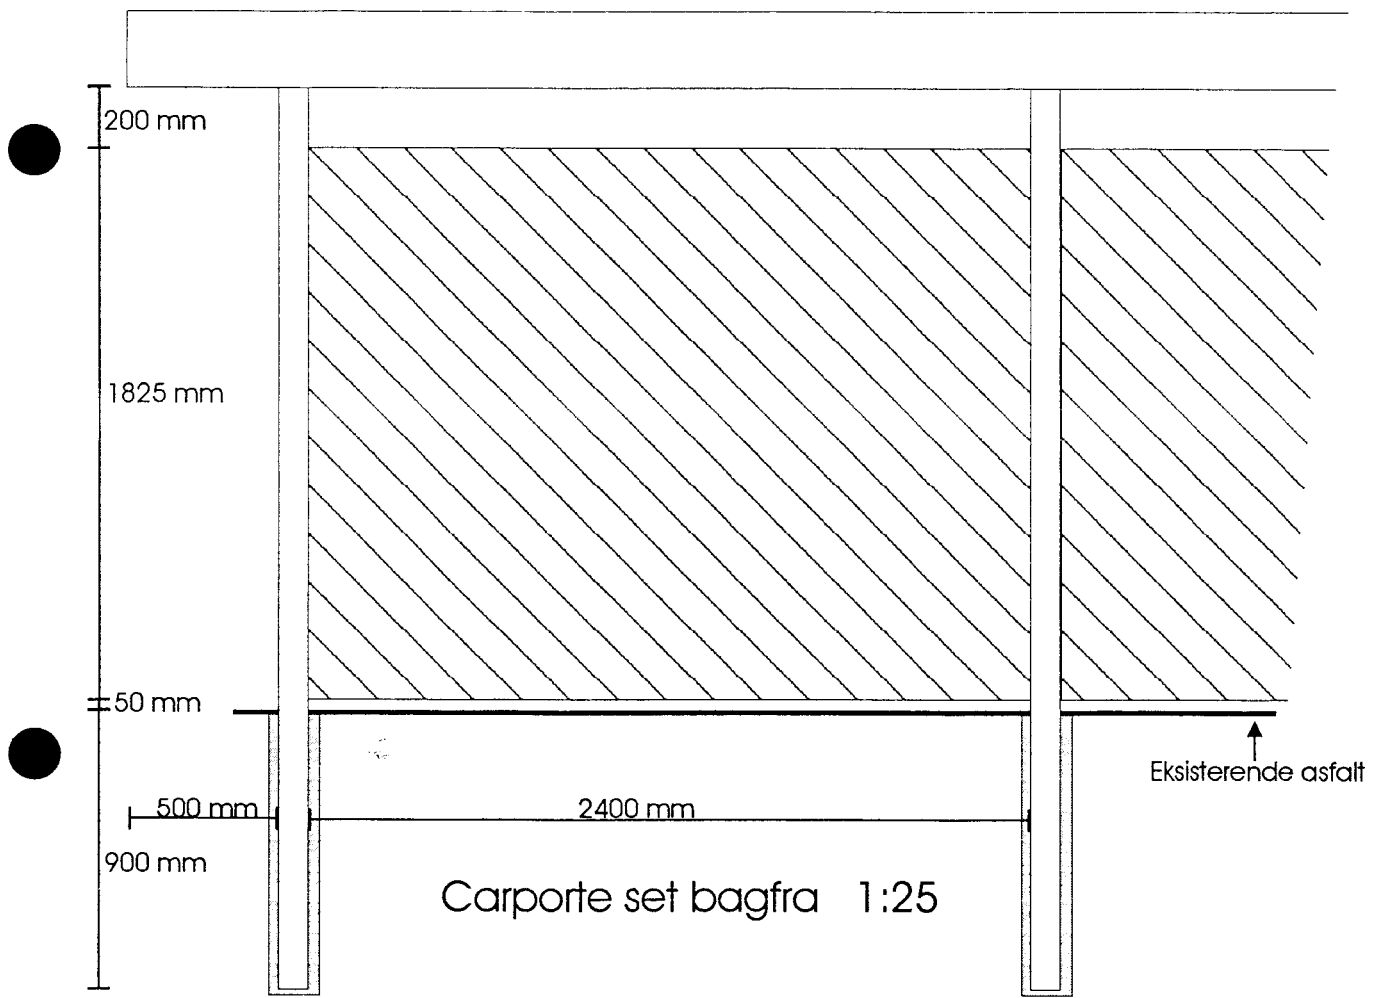 200 mm
1825 mm
50 mm
Eksisterende asfalt
500 mm
2400 mm
900 mm
Carporte set bagfra 1:25